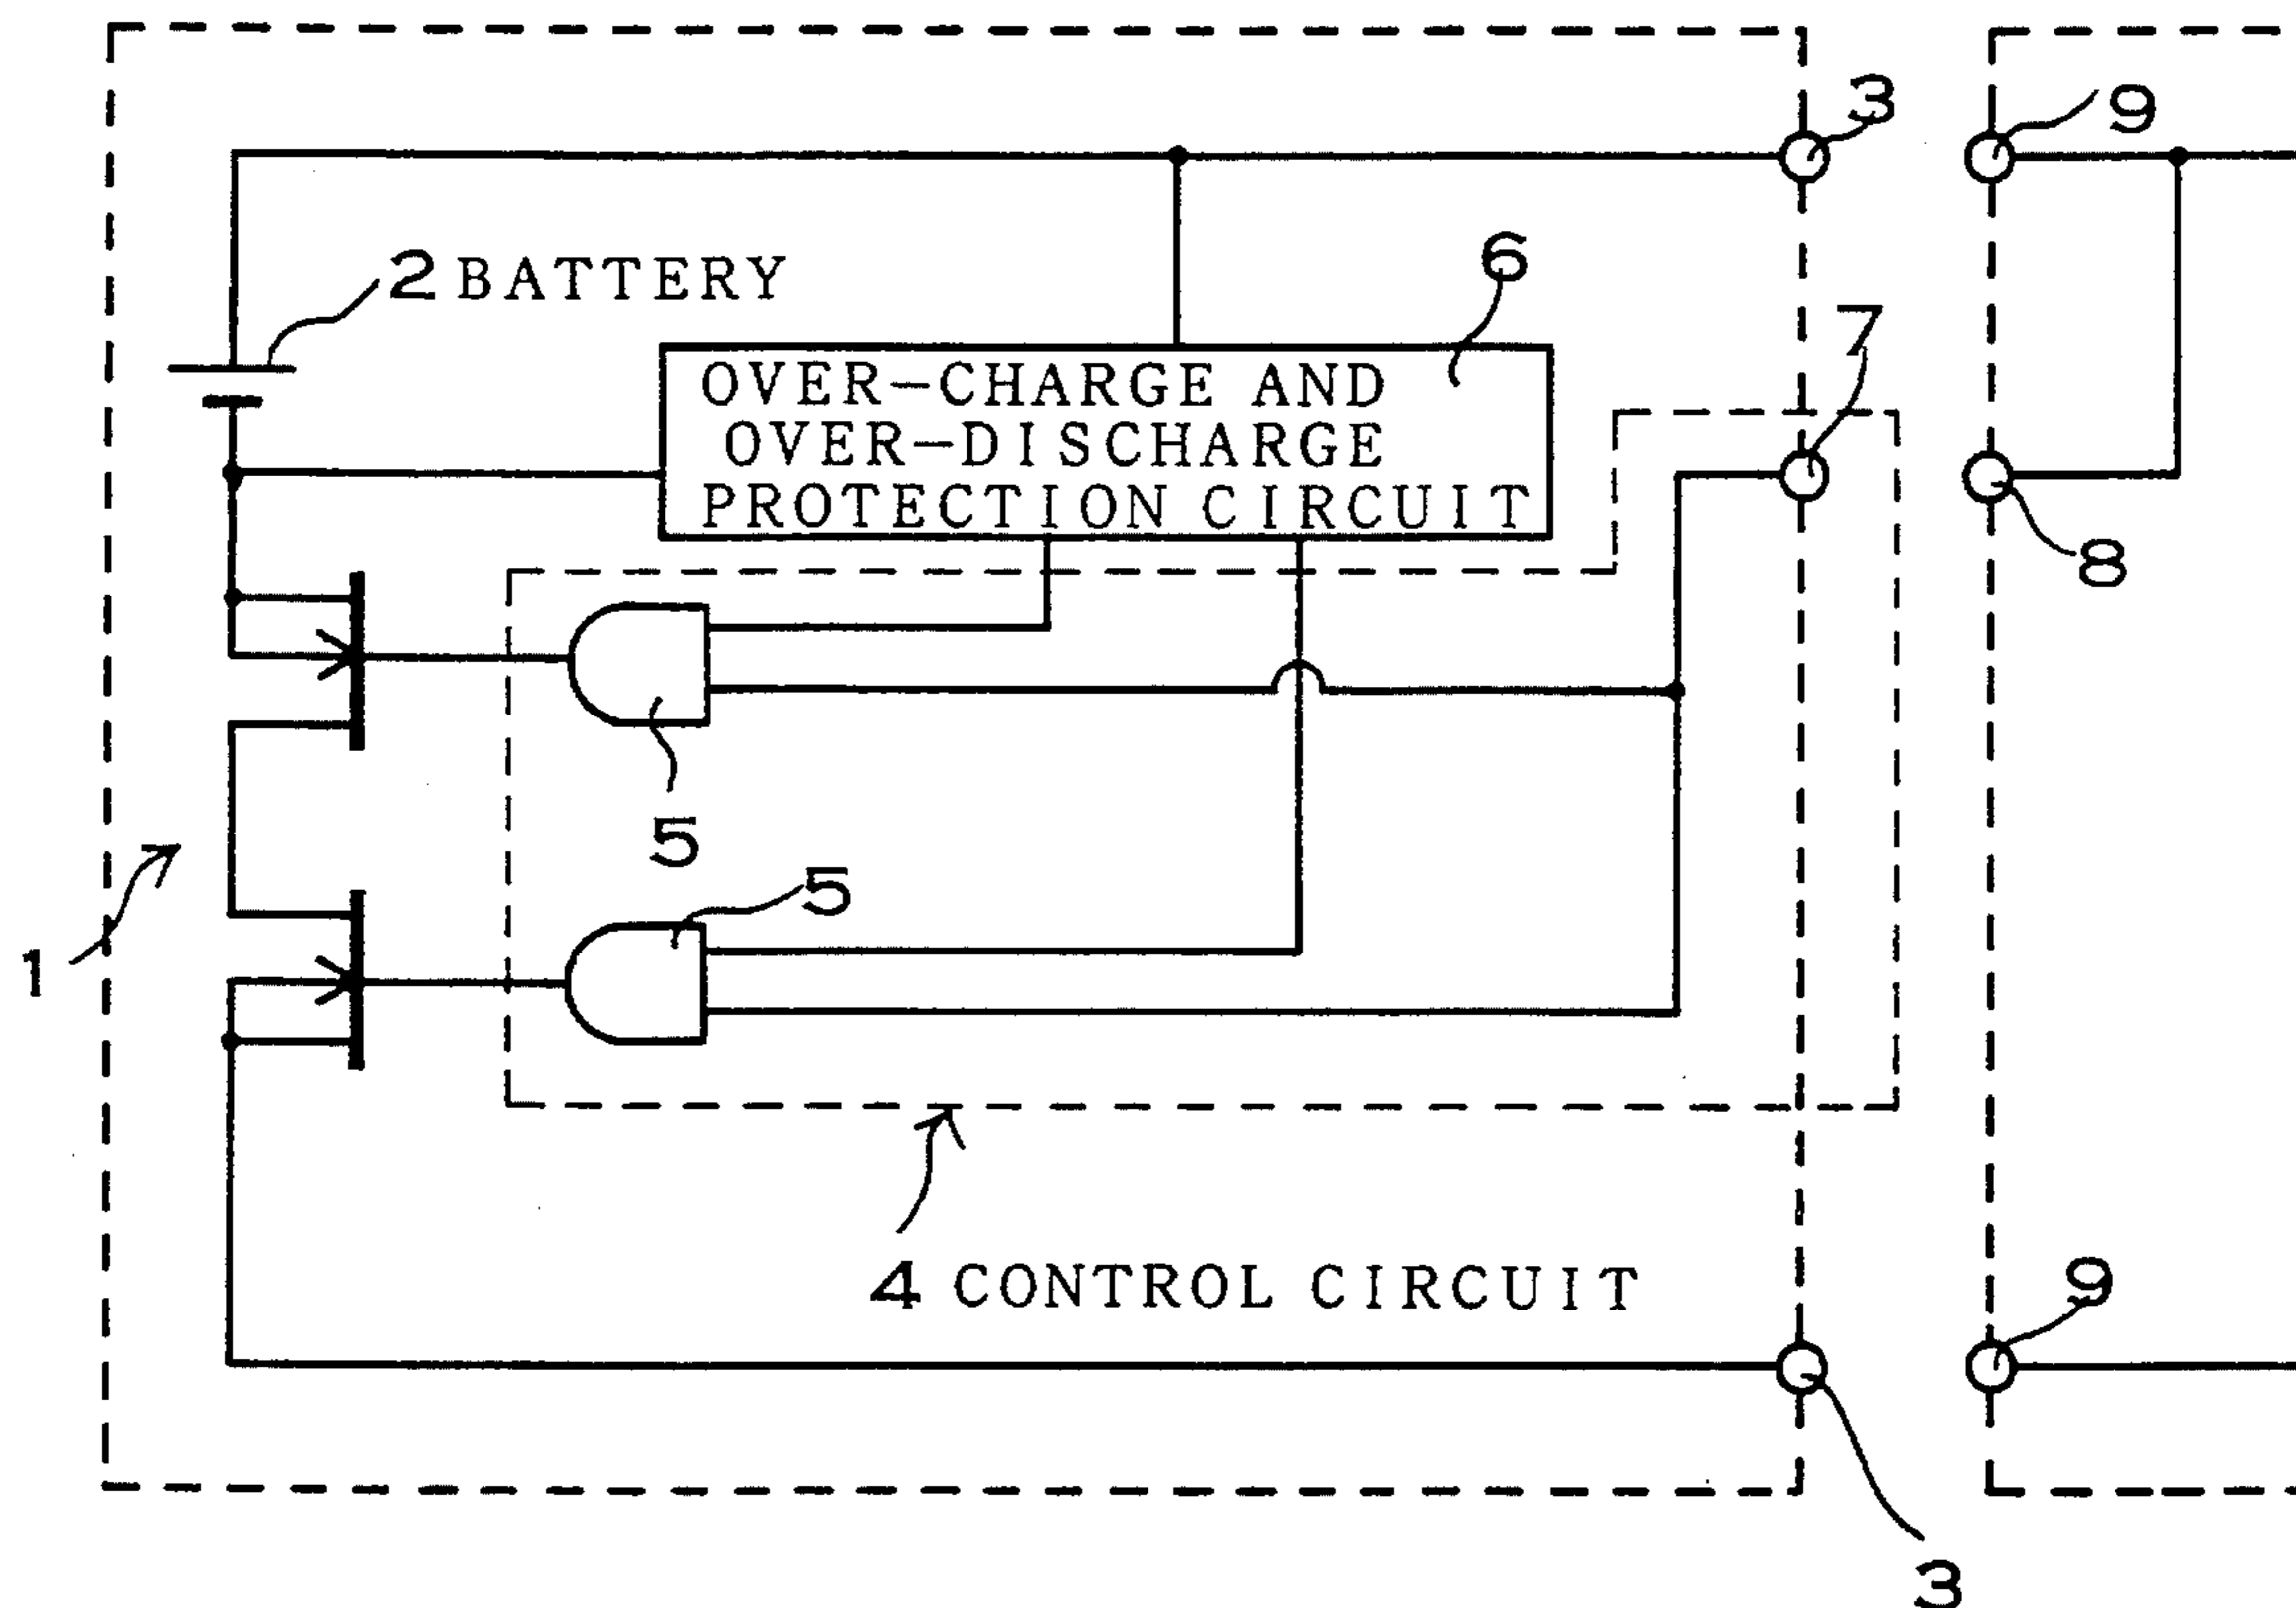 3
9
2 BATTERY
6
7
OVER-CHARGE AND
OVER-DISCHARGE
PROTECTION CIRCUIT
8
5
5
1
4 CONTROL CIRCUIT
9
3